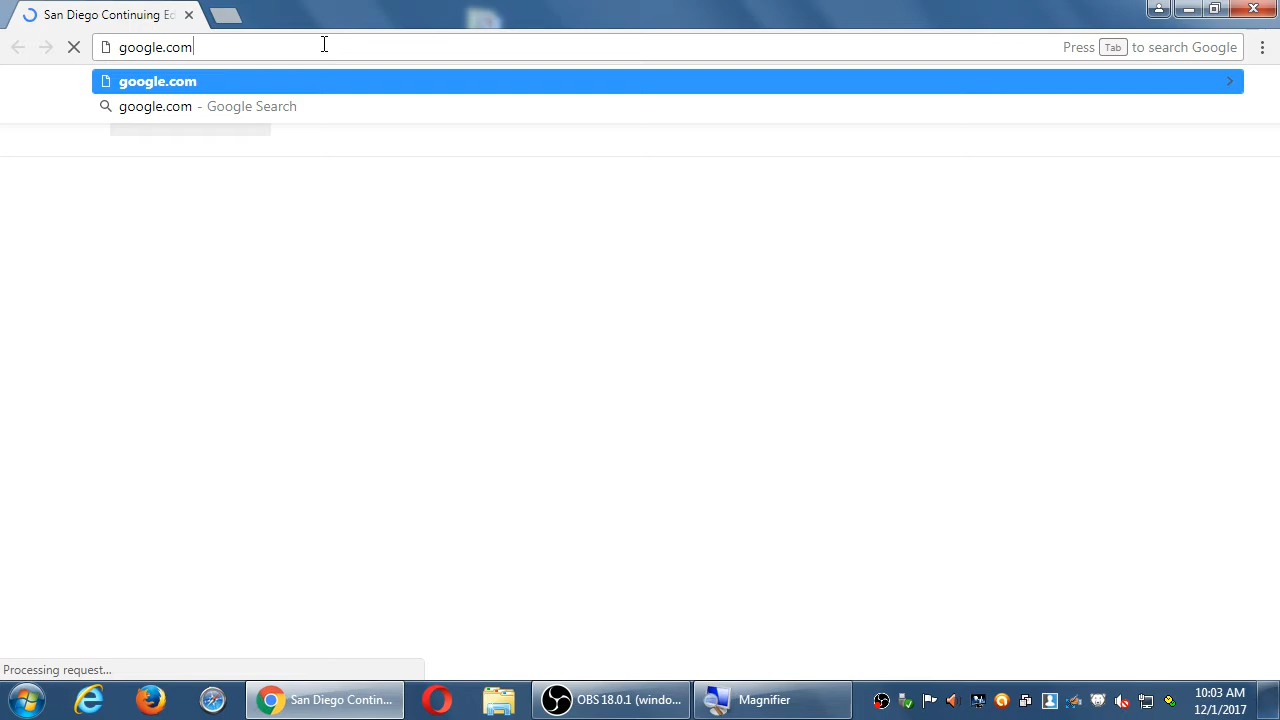 San Diego Continuing Ed
google.com
Press Tab to search Google
google.com
google.com - Google Search
Processing request...
San Diego Contin...
OBS 18.0.1 (windo...
Magnifier
10:03 AM
12/1/2017